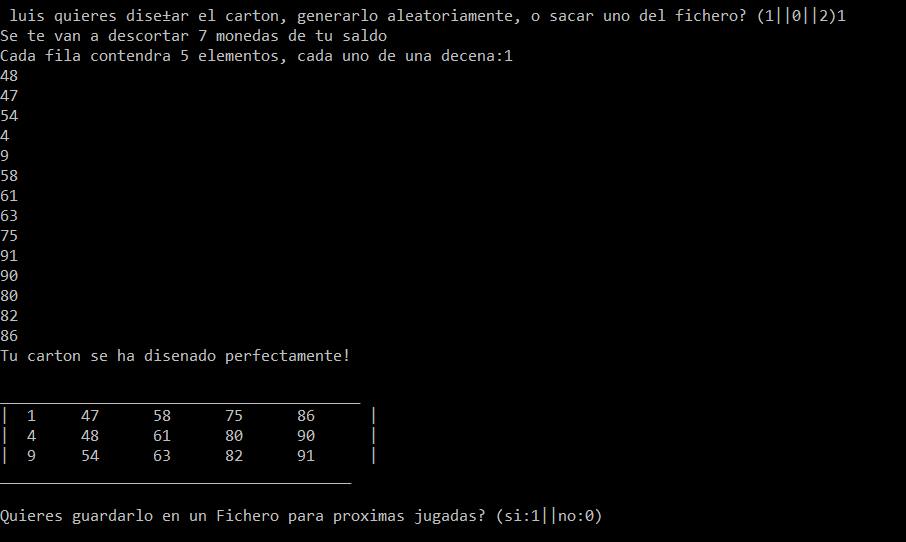 luis quieres dise±ar el carton, generarlo aleatoriamente, o sacar uno del fichero? (1||0||2)1
Se te van a descortar 7 monedas de tu saldo
Cada fila contendra 5 elementos, cada uno de una decena:1
48
47
54
4
9
58
61
63
75
91
90
80
82
86
Tu carton se ha disenado perfectamente!
________________________________________
| 1 47 58 75 86 |
| 4 48 61 80 90 |
| 9 54 63 82 91 |
_______________________________________
Quieres guardarlo en un Fichero para proximas jugadas? (si:1||no:0)